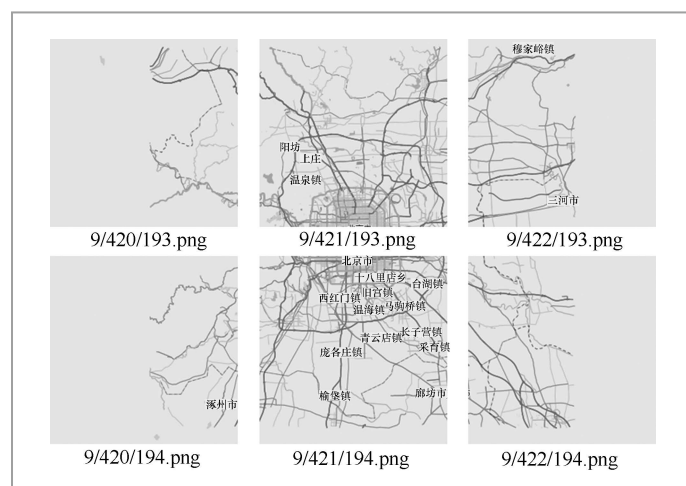 穆家峪镇
阳坊
上庄
温泉镇
三河市
9/420/193.png
9/421/193.png
9/422/193.png
北京市
十八里店乡
台湖镇
旧宫镇
西红门镇
马驹桥镇
温海镇
长子营镇
青云店镇
采育镇
庞各庄镇
榆垡镇
廊坊市
涿州市
9/420/194.png
9/421/194.png
9/422/194.png